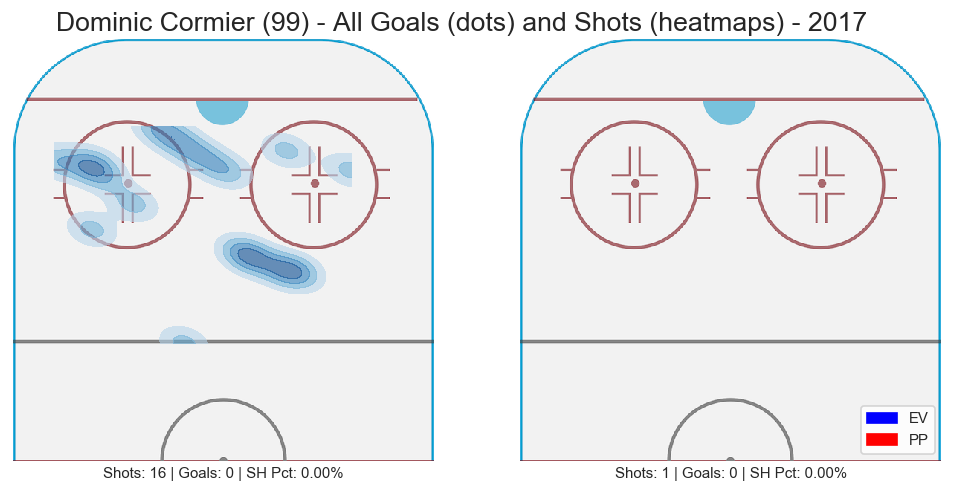 Dominic Cormier (99) - All Goals (dots) and Shots (heatmaps) - 2017
EV
PP
Shots: 16 | Goals: 0 | SH Pct: 0.00%
Shots: 1 | Goals: 0 | SH Pct: 0.00%